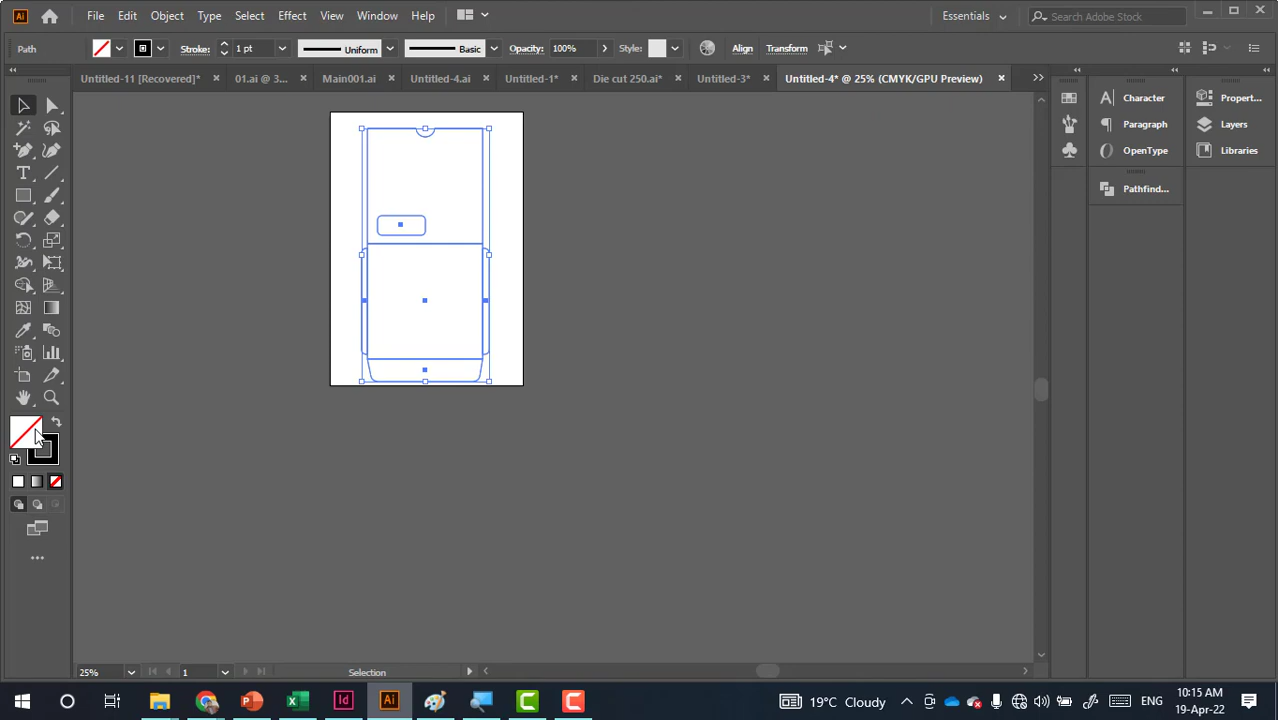 Ai File Edit Object Type Select Effect View Window Help Essentials Search Adobe Stock
Path Stroke: 1 pt Uniform Basic Opacity: 100% Style: Align Transform
Untitled-11 [Recovered]* × 01.ai @ 3... × Main001.ai × Untitled-4.ai × Untitled-1* × Die cut 250.ai* × Untitled-3* × Untitled-4* @ 25% (CMYK/GPU Preview) ×
Character Propert...
Paragraph Layers
OpenType Libraries
Pathfind...
25% 1 Selection
Id Ai 19°C Cloudy ENG 10:15 AM
19-Apr-22